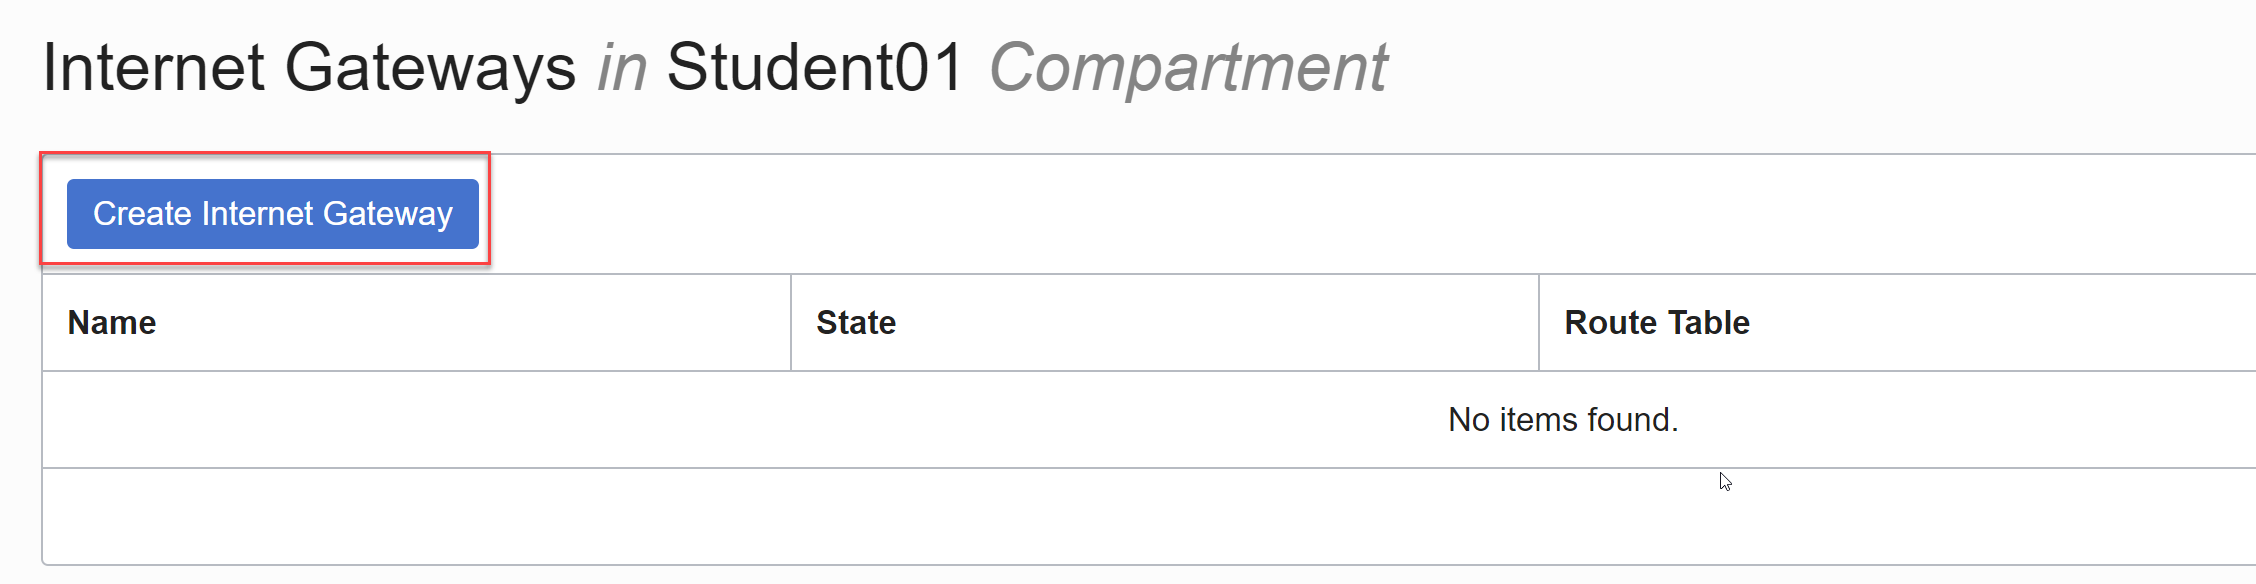 Internet Gateways in Student01 Compartment
Create Internet Gateway
Name State Route Table
No items found.